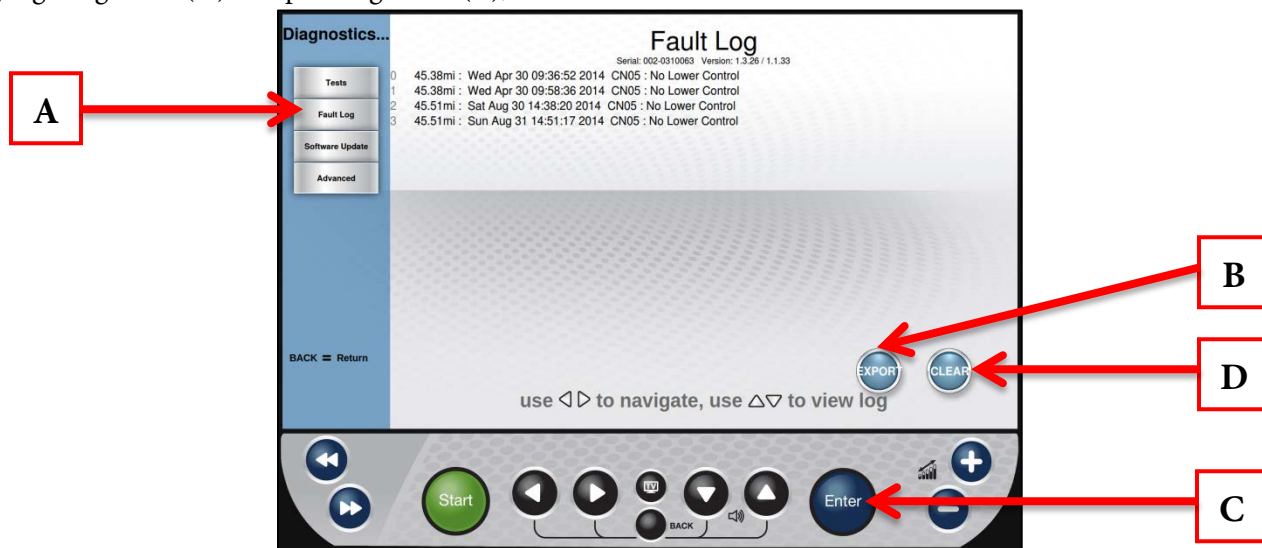 Diagnostics...
Fault Log
Serial: 002-0310063 Version: 1.3.26 / 1.1.33
Tests
Fault Log
Software Update
Advanced
0 45.38mi : Wed Apr 30 09:36:52 2014 CN05 : No Lower Control
1 45.38mi : Wed Apr 30 09:58:36 2014 CN05 : No Lower Control
2 45.51mi : Sat Aug 30 14:38:20 2014 CN05 : No Lower Control
3 45.51mi : Sun Aug 31 14:51:17 2014 CN05 : No Lower Control
A
B
BACK = Return
EXPORT
CLEAR
D
use ◁ ▷ to navigate, use △▽ to view log
Start
TV
BACK
Enter
+
−
C